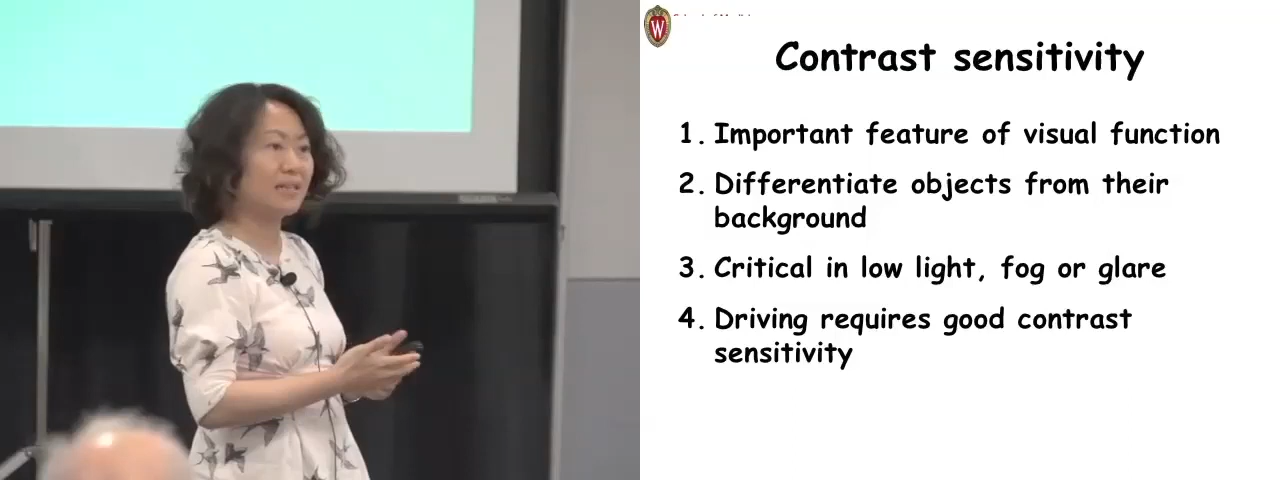 W
Contrast sensitivity
1. Important feature of visual function
2. Differentiate objects from their
background
3. Critical in low light, fog or glare
4. Driving requires good contrast
sensitivity